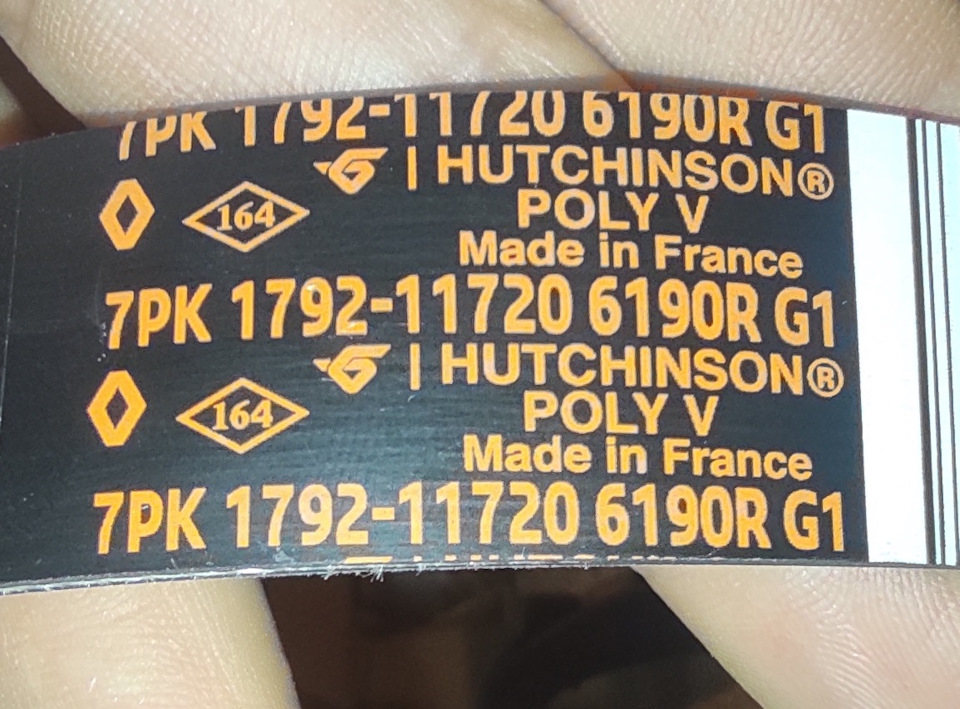 7PK 1792-11720 6190R G1
HUTCHINSON®
164
POLY V
Made in France
7PK 1792-11720 6190R G1
HUTCHINSON®
164
POLY V
Made in France
7PK 1792-11720 6190R G1